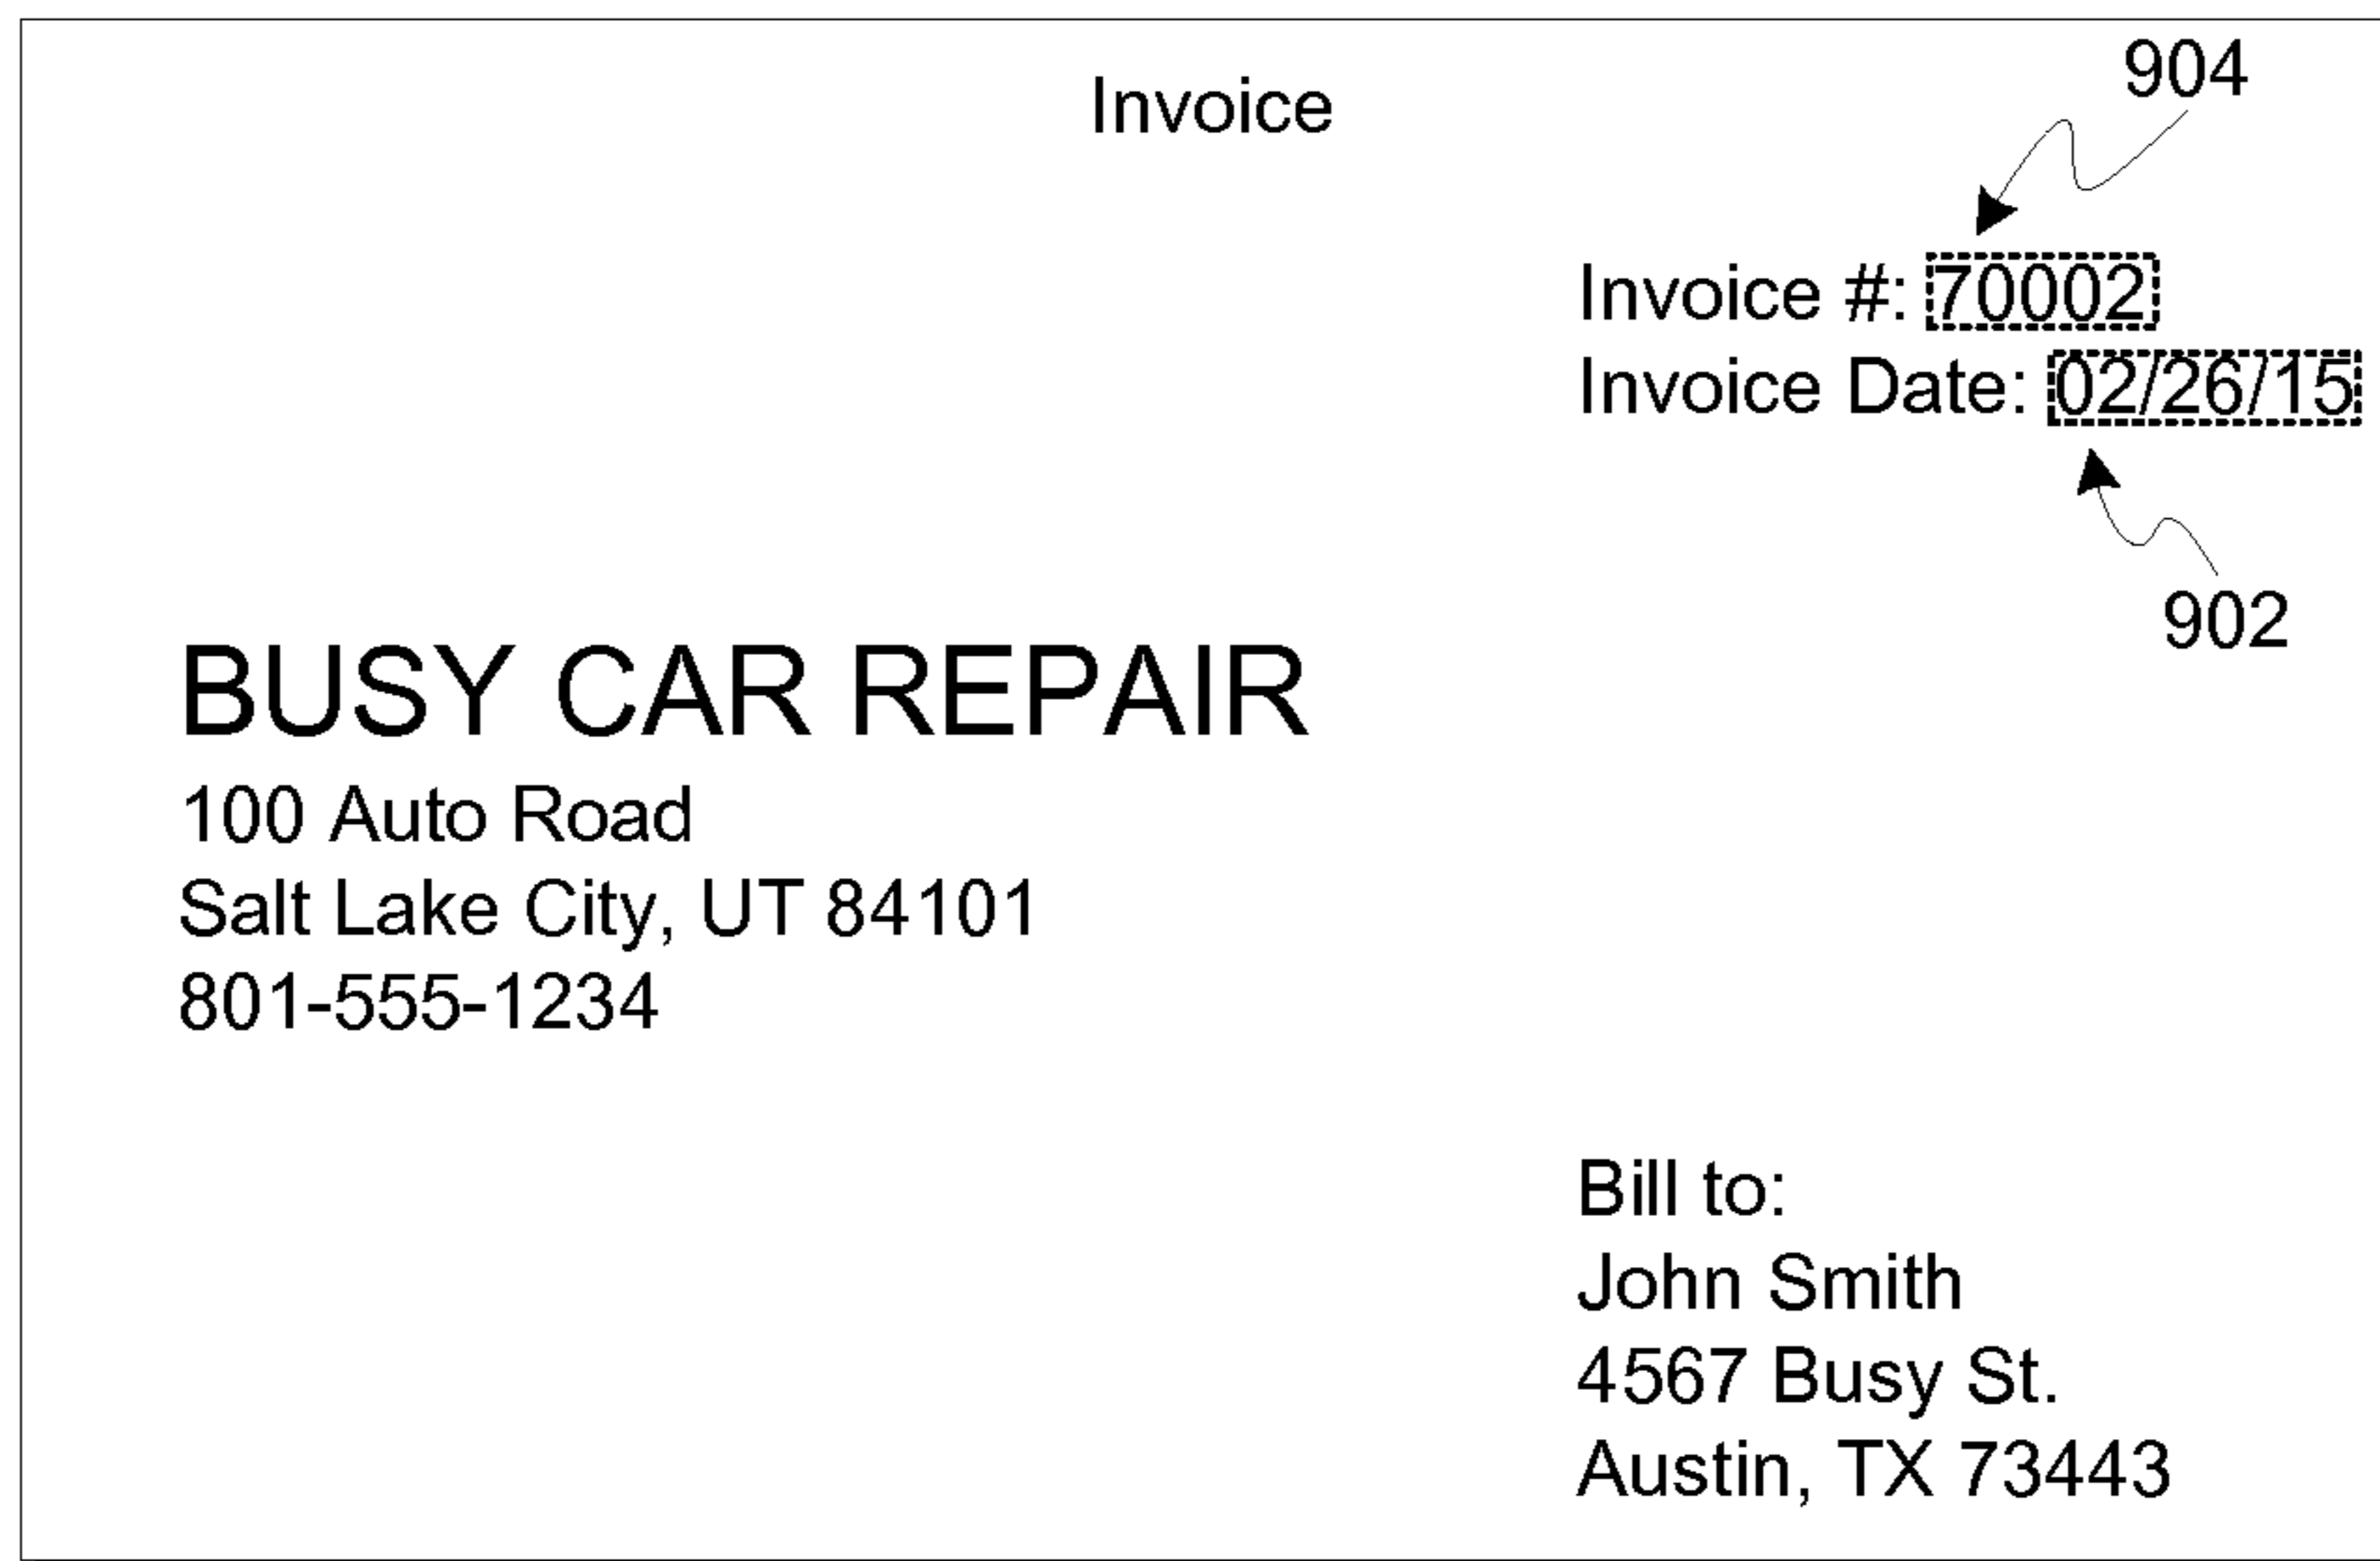 904
Invoice
Invoice #: 70002
Invoice Date: 02/26/15
902
BUSY CAR REPAIR
100 Auto Road
Salt Lake City, UT 84101
801-555-1234
Bill to:
John Smith
4567 Busy St.
Austin, TX 73443